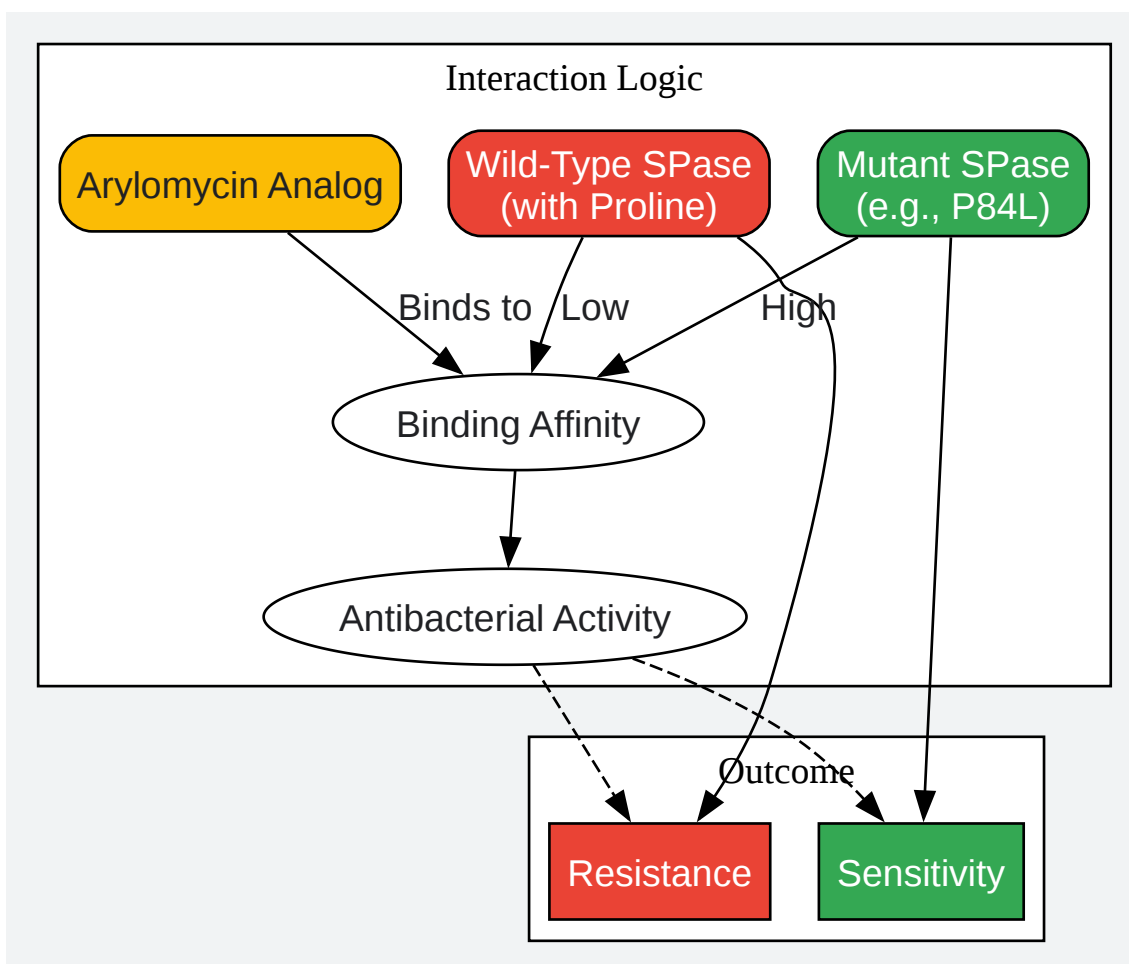 Interaction Logic
Arylomycin Analog
Wild-Type SPase
(with Proline)
Mutant SPase
(e.g., P84L)
Binds to
Low
High
Binding Affinity
Antibacterial Activity
Outcome
Resistance
Sensitivity